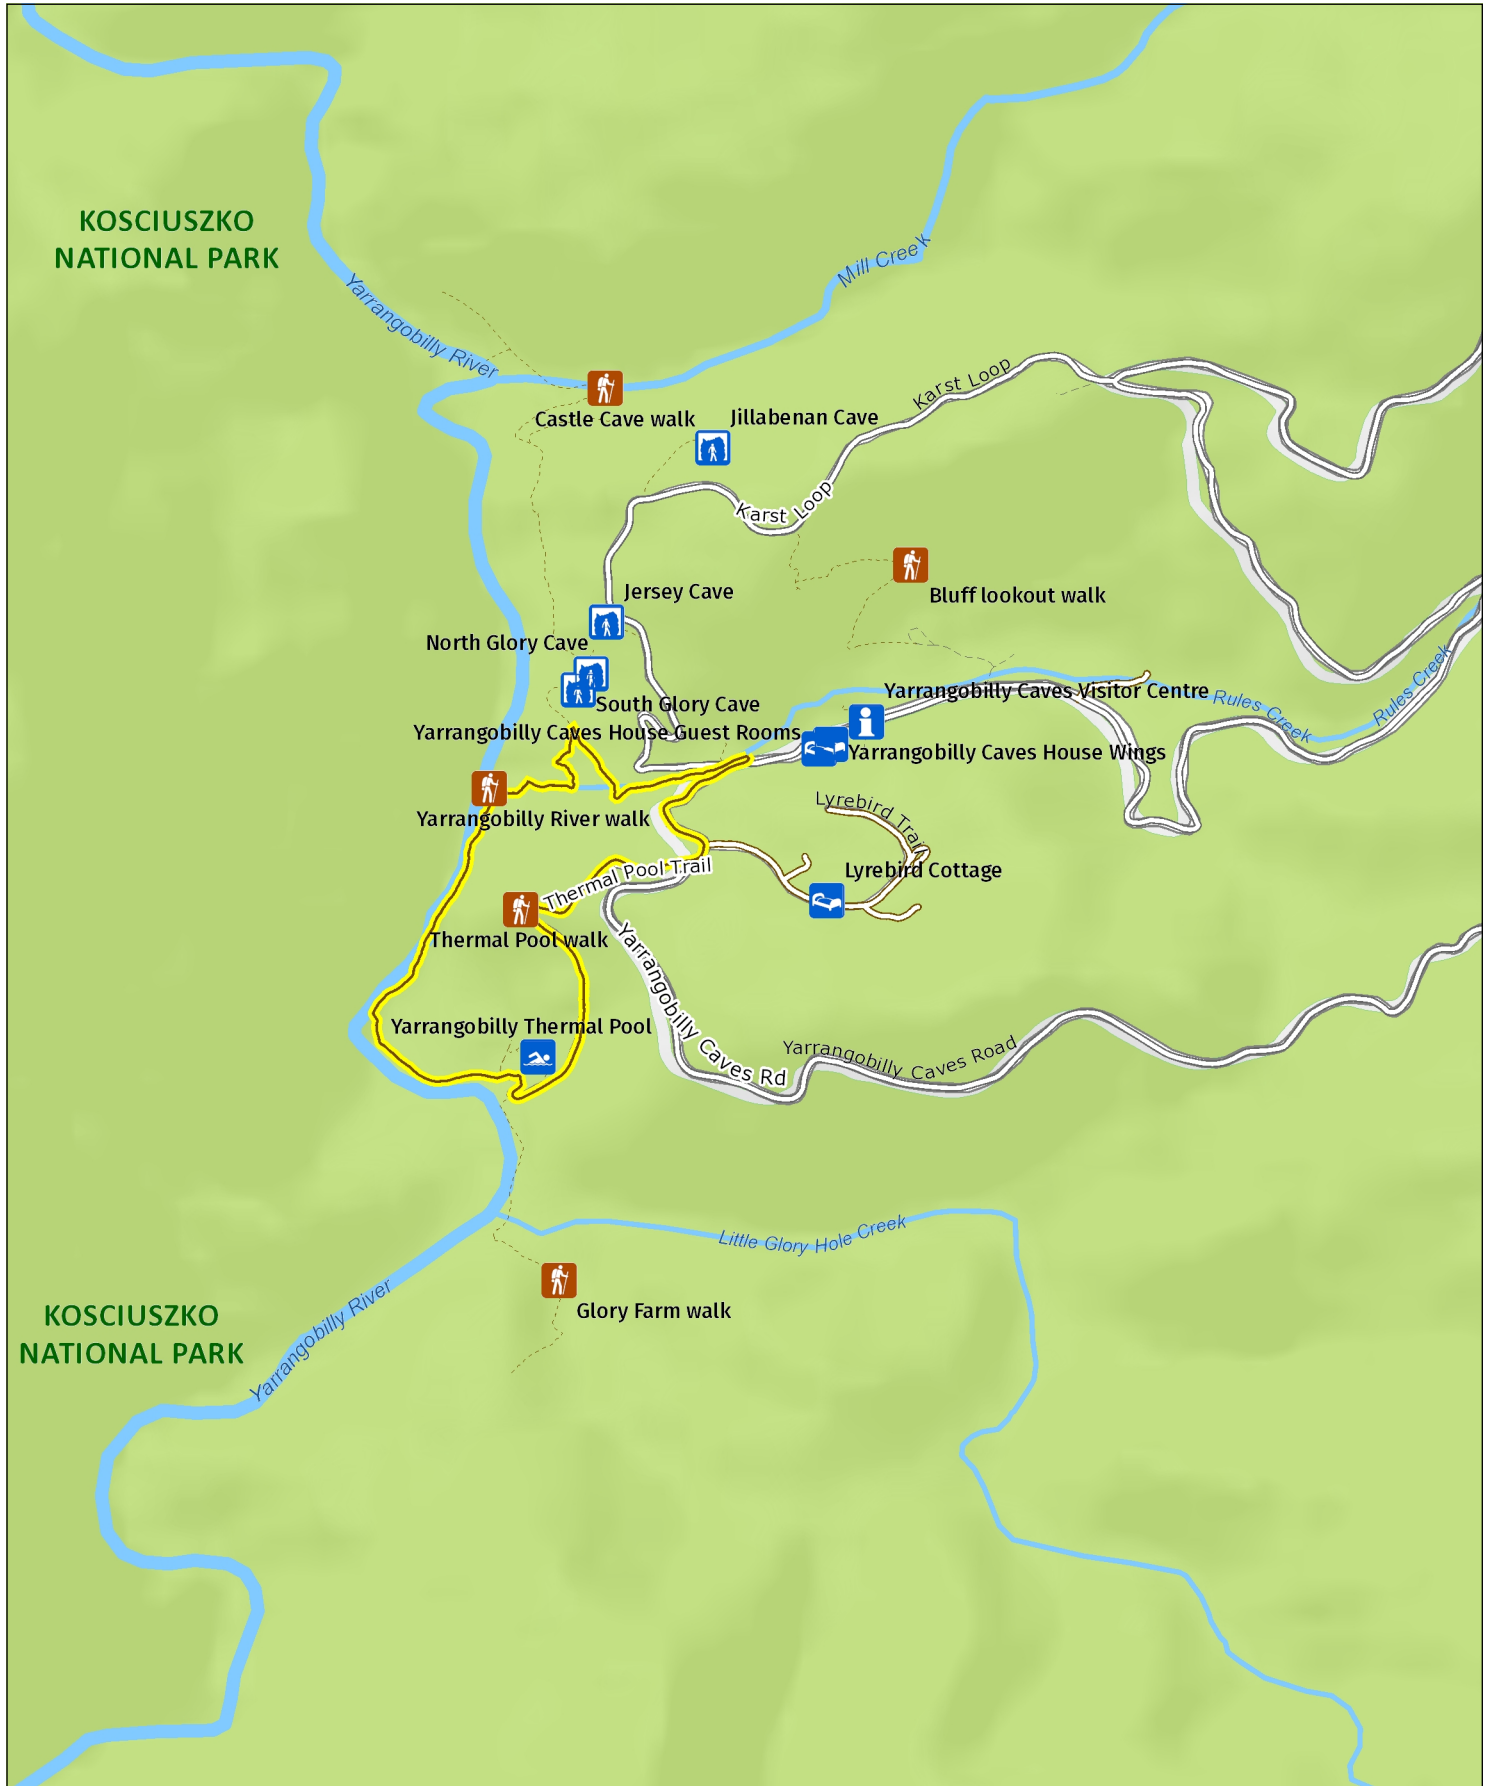 KOSCIUSZKO
NATIONAL PARK
Mill Creek
Yarrangobilly River
Karst Loop
Castle Cave walk
Jillabenan Cave
Karst Loop
Jersey Cave
Bluff lookout walk
North Glory Cave
South Glory Cave
Yarrangobilly Caves Visitor Centre
Rules Creek
Rules Creek
Yarrangobilly Caves House Guest Rooms
Yarrangobilly Caves House Wings
Lyrebird Trail
Yarrangobilly River walk
Thermal Pool Trail
Lyrebird Cottage
Thermal Pool walk
Yarrangobilly Caves Rd
Yarrangobilly Thermal Pool
Yarrangobilly Caves Road
Little Glory Hole Creek
Glory Farm walk
KOSCIUSZKO
NATIONAL PARK
Yarrangobilly River